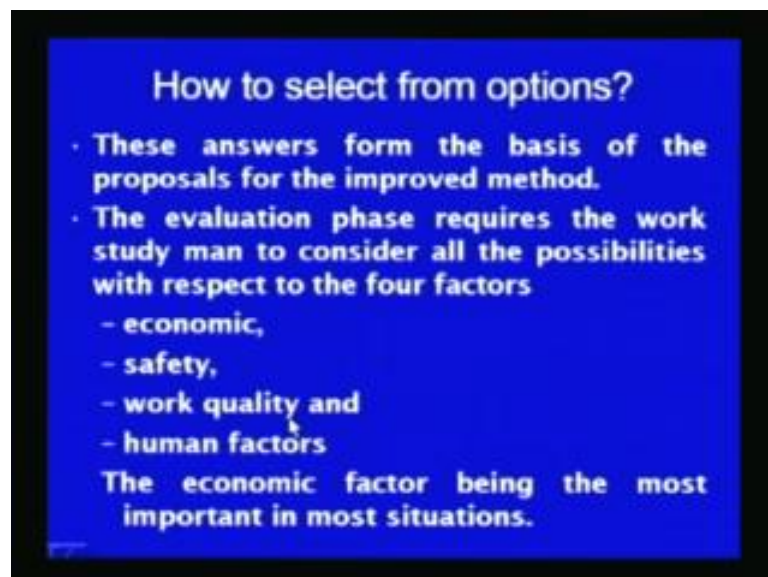 How to select from options?
· These answers form the basis of the
proposals for the improved method.
· The evaluation phase requires the work
study man to consider all the possibilities
with respect to the four factors
– economic,
– safety,
– work quality and
– human factors
The economic factor being the most
important in most situations.